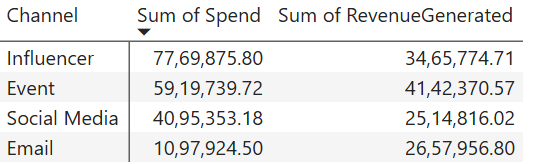 Channel Sum of Spend Sum of RevenueGenerated
Influencer 77,69,875.80 34,65,774.71
Event 59,19,739.72 41,42,370.57
Social Media 40,95,353.18 25,14,816.02
Email 10,97,924.50 26,57,956.80